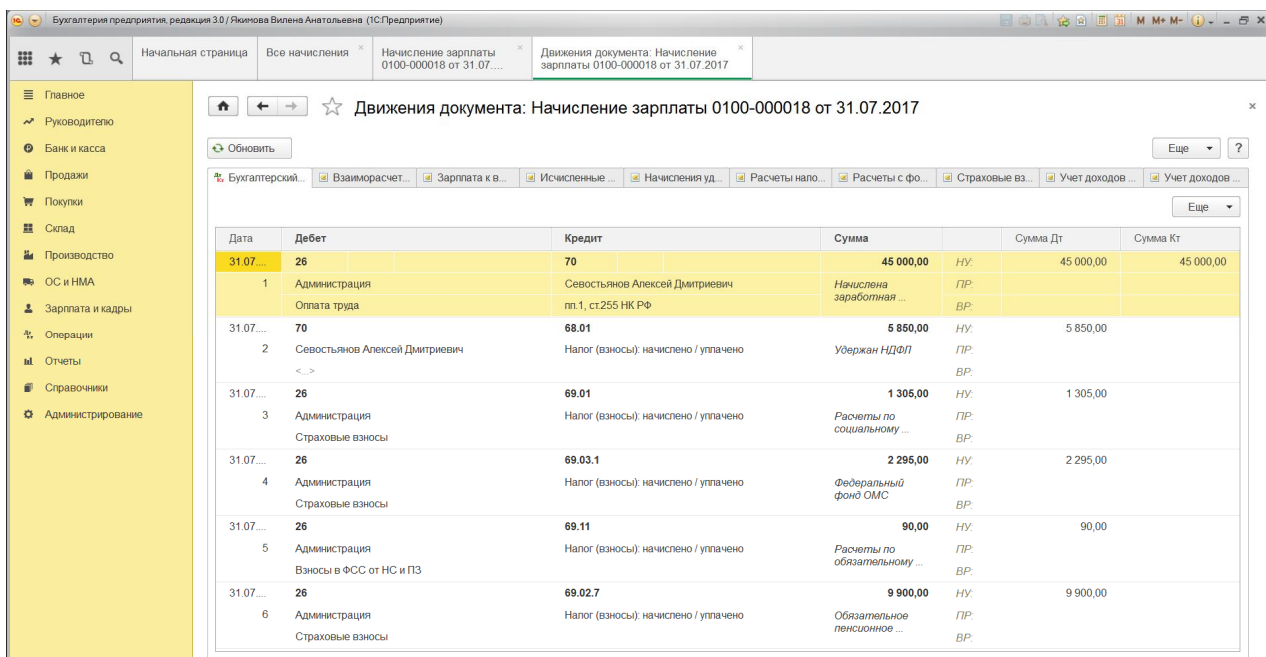 Бухгалтерия предприятия, редакция 3.0 / Якимова Вилена Анатольевна (1С:Предприятие)
M M+ M-
Начальная страница
Все начисления
Начисление зарплаты
0100-000018 от 31.07....
Движения документа: Начисление
зарплаты 0100-000018 от 31.07.2017
Главное
Руководителю
Банк и касса
Продажи
Покупки
Склад
Производство
ОС и НМА
Зарплата и кадры
Операции
Отчеты
Справочники
Администрирование
Движения документа: Начисление зарплаты 0100-000018 от 31.07.2017
Обновить
Еще
?
Бухгалтерский... Взаиморасчет... Зарплата к в... Исчисленные ... Начисления уд... Расчеты нало... Расчеты с фо... Страховые вз... Учет доходов ... Учет доходов ...
Еще
Дата Дебет Кредит Сумма Сумма Дт Сумма Кт
31.07.... 26 70 45 000,00 НУ: 45 000,00 45 000,00
1 Администрация Севостьянов Алексей Дмитриевич Начислена ПР:
заработная ...
Оплата труда пп.1, ст.255 НК РФ ВР:
31.07.... 70 68.01 5 850,00 НУ: 5 850,00
2 Севостьянов Алексей Дмитриевич Налог (взносы): начислено / уплачено Удержан НДФЛ ПР:
<...> ВР:
31.07.... 26 69.01 1 305,00 НУ: 1 305,00
3 Администрация Налог (взносы): начислено / уплачено Расчеты по ПР:
социальному ...
Страховые взносы ВР:
31.07.... 26 69.03.1 2 295,00 НУ: 2 295,00
4 Администрация Налог (взносы): начислено / уплачено Федеральный ПР:
фонд ОМС
Страховые взносы ВР:
31.07.... 26 69.11 90,00 НУ: 90,00
5 Администрация Налог (взносы): начислено / уплачено Расчеты по ПР:
обязательному ...
Взносы в ФСС от НС и ПЗ ВР:
31.07.... 26 69.02.7 9 900,00 НУ: 9 900,00
6 Администрация Налог (взносы): начислено / уплачено Обязательное ПР:
пенсионное ...
Страховые взносы ВР: